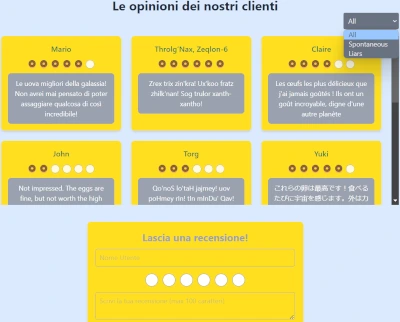 Le opinioni dei nostri clienti
All
All
Spontaneous
Liars
Mario
Le uova migliori della galassia!
Non avrei mai pensato di poter
assaggiare qualcosa di così
incredibile!
Throlg'Nax, Zeqlon-6
Zrex trix zin'kra! Ux'koo fratz
zhilk'nan! Sog trulor xanth-
xantho!
Claire
Les œufs les plus délicieux que
j'ai jamais goûtés ! Ils ont un
goût incroyable, digne d'une
autre planète
John
Not impressed. The eggs are
fine, but not worth the high
Torg
Qo'noS lo'taH jajmey! uov
poHmey rIn! tIn mInDu' Qav!
Yuki
これらの卵は最高です！食べる
たびに宇宙を感じます。外は力
Lascia una recensione!
Nome cliente
Scrivi la tua recensione (max 100 caratteri)